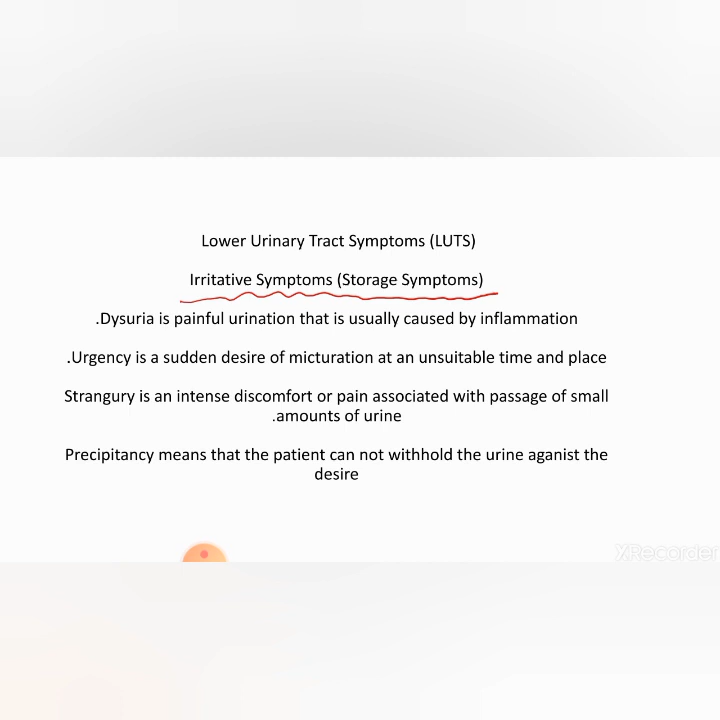 Lower Urinary Tract Symptoms (LUTS)
Irritative Symptoms (Storage Symptoms)
.Dysuria is painful urination that is usually caused by inflammation
.Urgency is a sudden desire of micturation at an unsuitable time and place
Strangury is an intense discomfort or pain associated with passage of small
.amounts of urine
Precipitancy means that the patient can not withhold the urine aganist the
desire
XRecorder